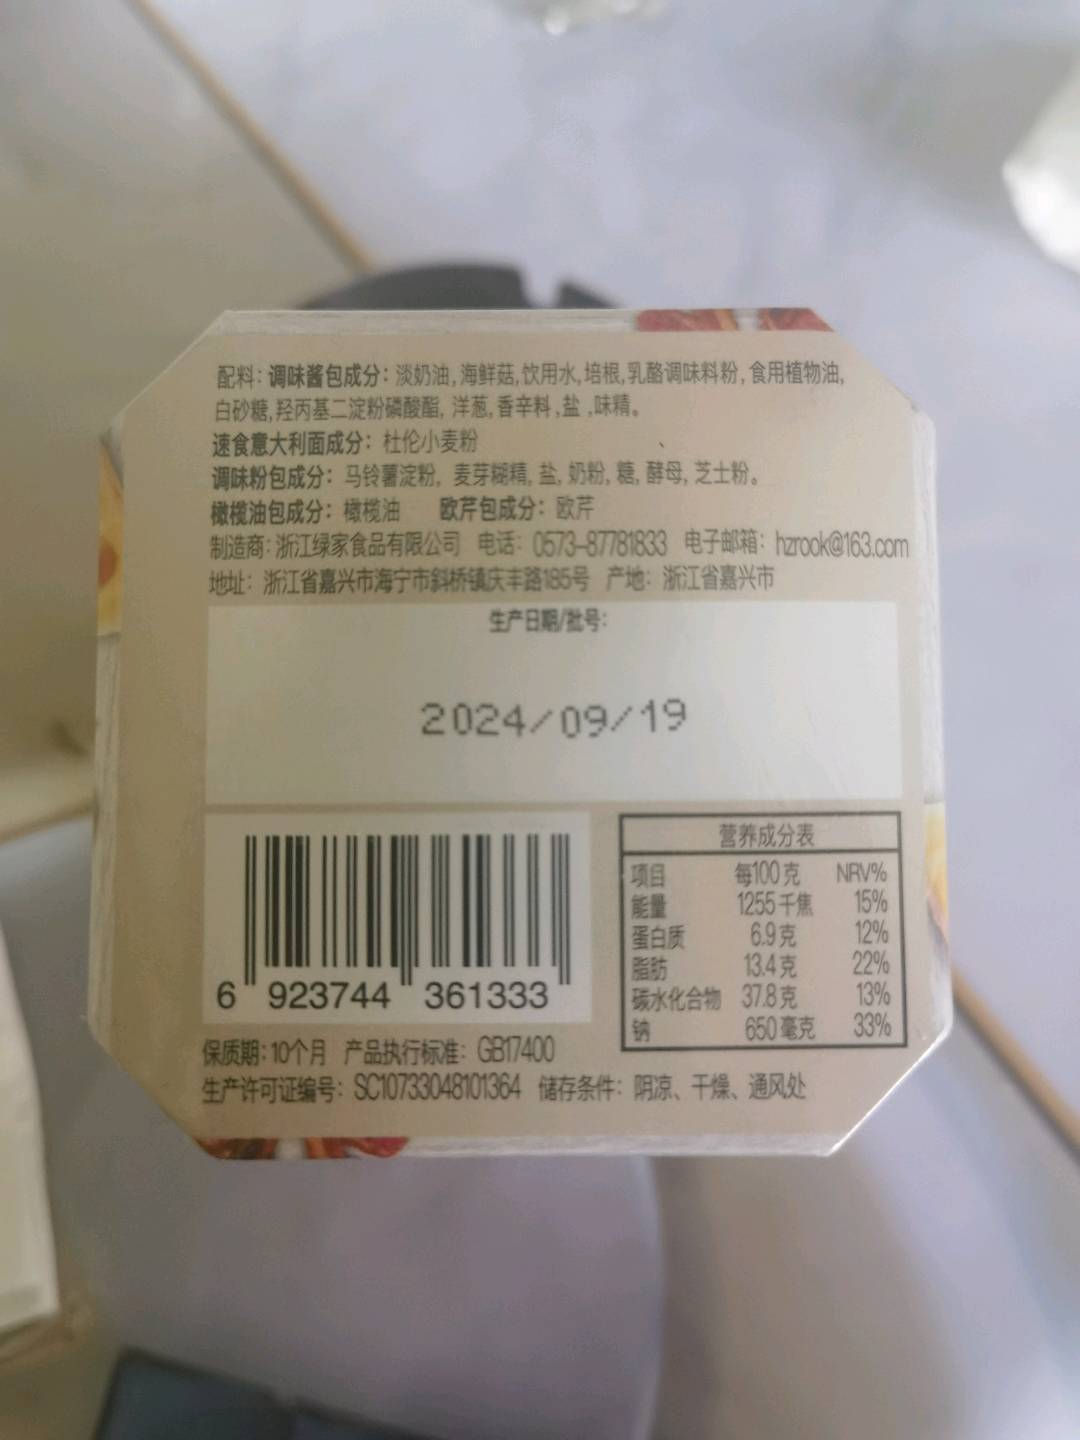 配料：调味酱包成分：淡奶油,海鲜菇,饮用水,培根,乳酪调味料粉,食用植物油,
白砂糖,羟丙基二淀粉磷酸酯, 洋葱,香辛料,盐,味精。
速食意大利面成分：杜伦小麦粉
调味粉包成分：马铃薯淀粉, 麦芽糊精, 盐, 奶粉, 糖, 酵母, 芝士粉。
橄榄油包成分：橄榄油 欧芹包成分：欧芹
制造商：浙江绿家食品有限公司 电话：0573-87781833 电子邮箱：hzrook@163.com
地址：浙江省嘉兴市海宁市斜桥镇庆丰路185号 产地：浙江省嘉兴市
生产日期/批号：
2024/09/19
6 923744 361333
营养成分表
项目 每100克 NRV%
能量 1255千焦 15%
蛋白质 6.9克 12%
脂肪 13.4克 22%
碳水化合物 37.8克 13%
钠 650毫克 33%
保质期：10个月 产品执行标准：GB17400
生产许可证编号：SC10733048101364 储存条件：阴凉、干燥、通风处